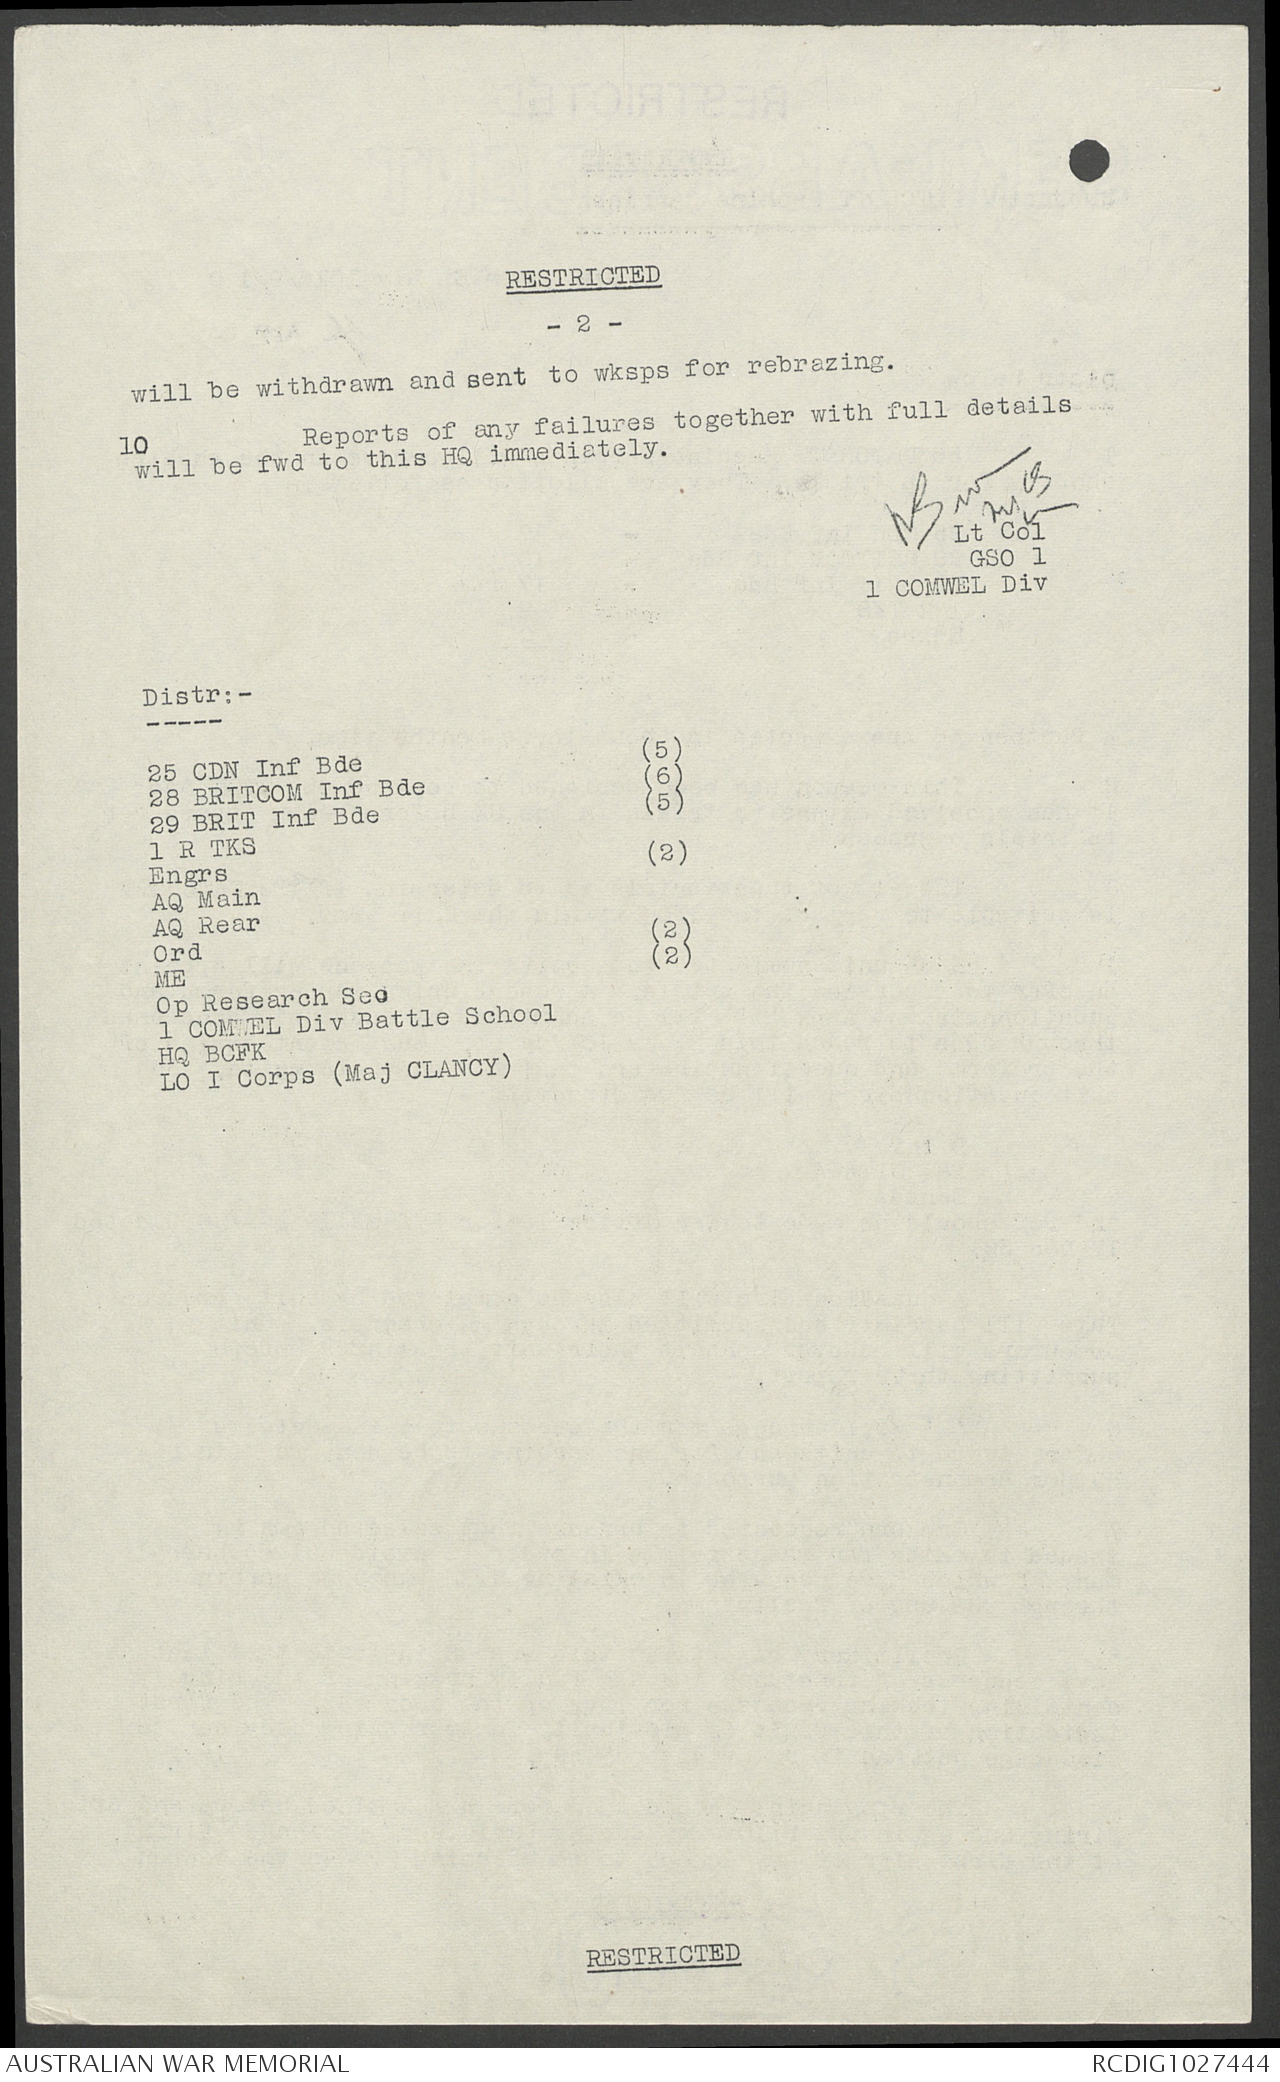 RESTRICTED
- 2 -
will be withdrawn and sent to wksps for rebrazing.
10 Reports of any failures together with full details
will be fwd to this HQ immediately.
Lt Col
GSO 1
1 COMWEL Div
Distr:-
-----
25 CDN Inf Bde (5)
28 BRITCOM Inf Bde (6)
29 BRIT Inf Bde (5)
1 R TKS
Engrs (2)
AQ Main
AQ Rear
Ord (2)
ME (2)
Op Research Sec
1 COMWEL Div Battle School
HQ BCFK
LO I Corps (Maj CLANCY)
RESTRICTED
AUSTRALIAN WAR MEMORIAL
RCDIG1027444